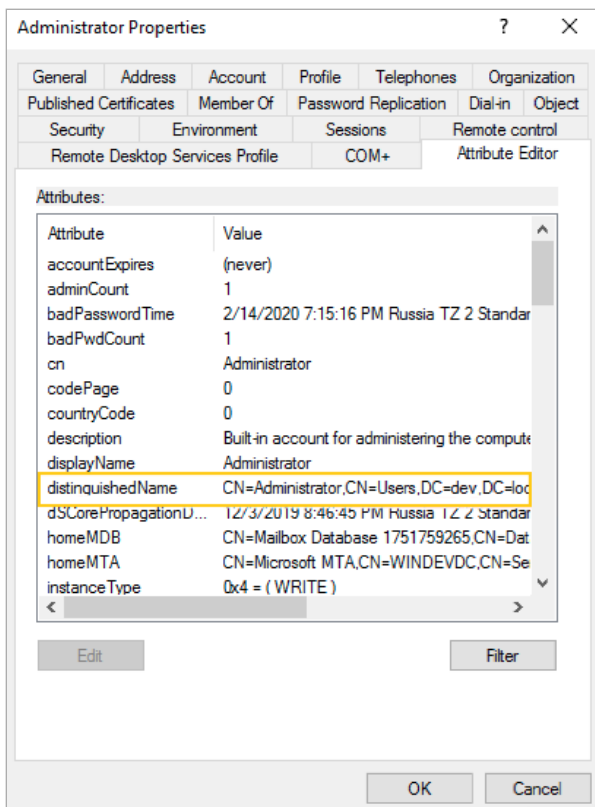 Administrator Properties ? ×
General Address Account Profile Telephones Organization
Published Certificates Member Of Password Replication Dial-in Object
Security Environment Sessions Remote control
Remote Desktop Services Profile COM+ Attribute Editor
Attributes:
Attribute Value
accountExpires (never)
adminCount 1
badPasswordTime 2/14/2020 7:15:16 PM Russia TZ 2 Standar
badPwdCount 1
cn Administrator
codePage 0
countryCode 0
description Built-in account for administering the compute
displayName Administrator
distinguishedName CN=Administrator,CN=Users,DC=dev,DC=loc
dSCorePropagationD... 12/3/2019 8:46:45 PM Russia TZ 2 Standar
homeMDB CN=Mailbox Database 1751759265,CN=Dat
homeMTA CN=Microsoft MTA,CN=WINDEVDC,CN=Se
instanceType 0x4 = ( WRITE )
Edit Filter
OK Cancel